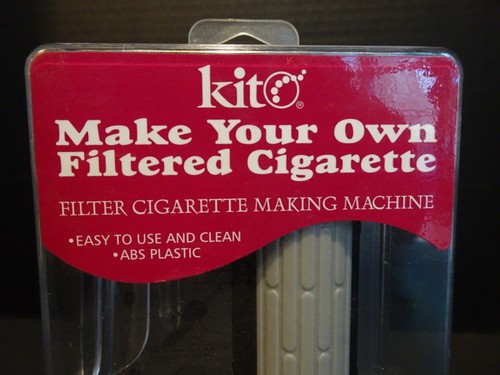 kito®
Make Your Own
Filtered Cigarette
FILTER CIGARETTE MAKING MACHINE
•EASY TO USE AND CLEAN
•ABS PLASTIC